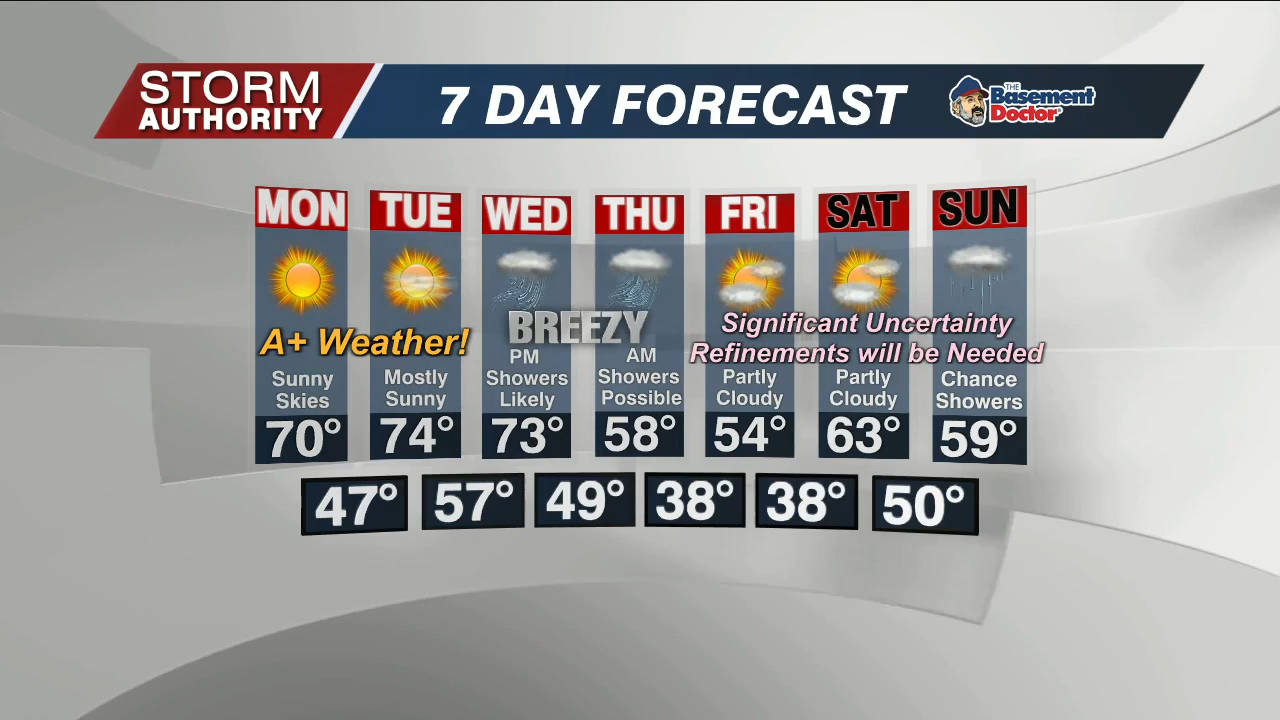 STORM
AUTHORITY
7 DAY FORECAST
THE
Basement
Doctor
MON TUE WED THU FRI SAT SUN
A+ Weather!
BREEZY
Significant Uncertainty
Refinements will be Needed
Sunny
Skies
Mostly
Sunny
PM
Showers
Likely
AM
Showers
Possible
Partly
Cloudy
Partly
Cloudy
Chance
Showers
70° 74° 73° 58° 54° 63° 59°
47° 57° 49° 38° 38° 50°